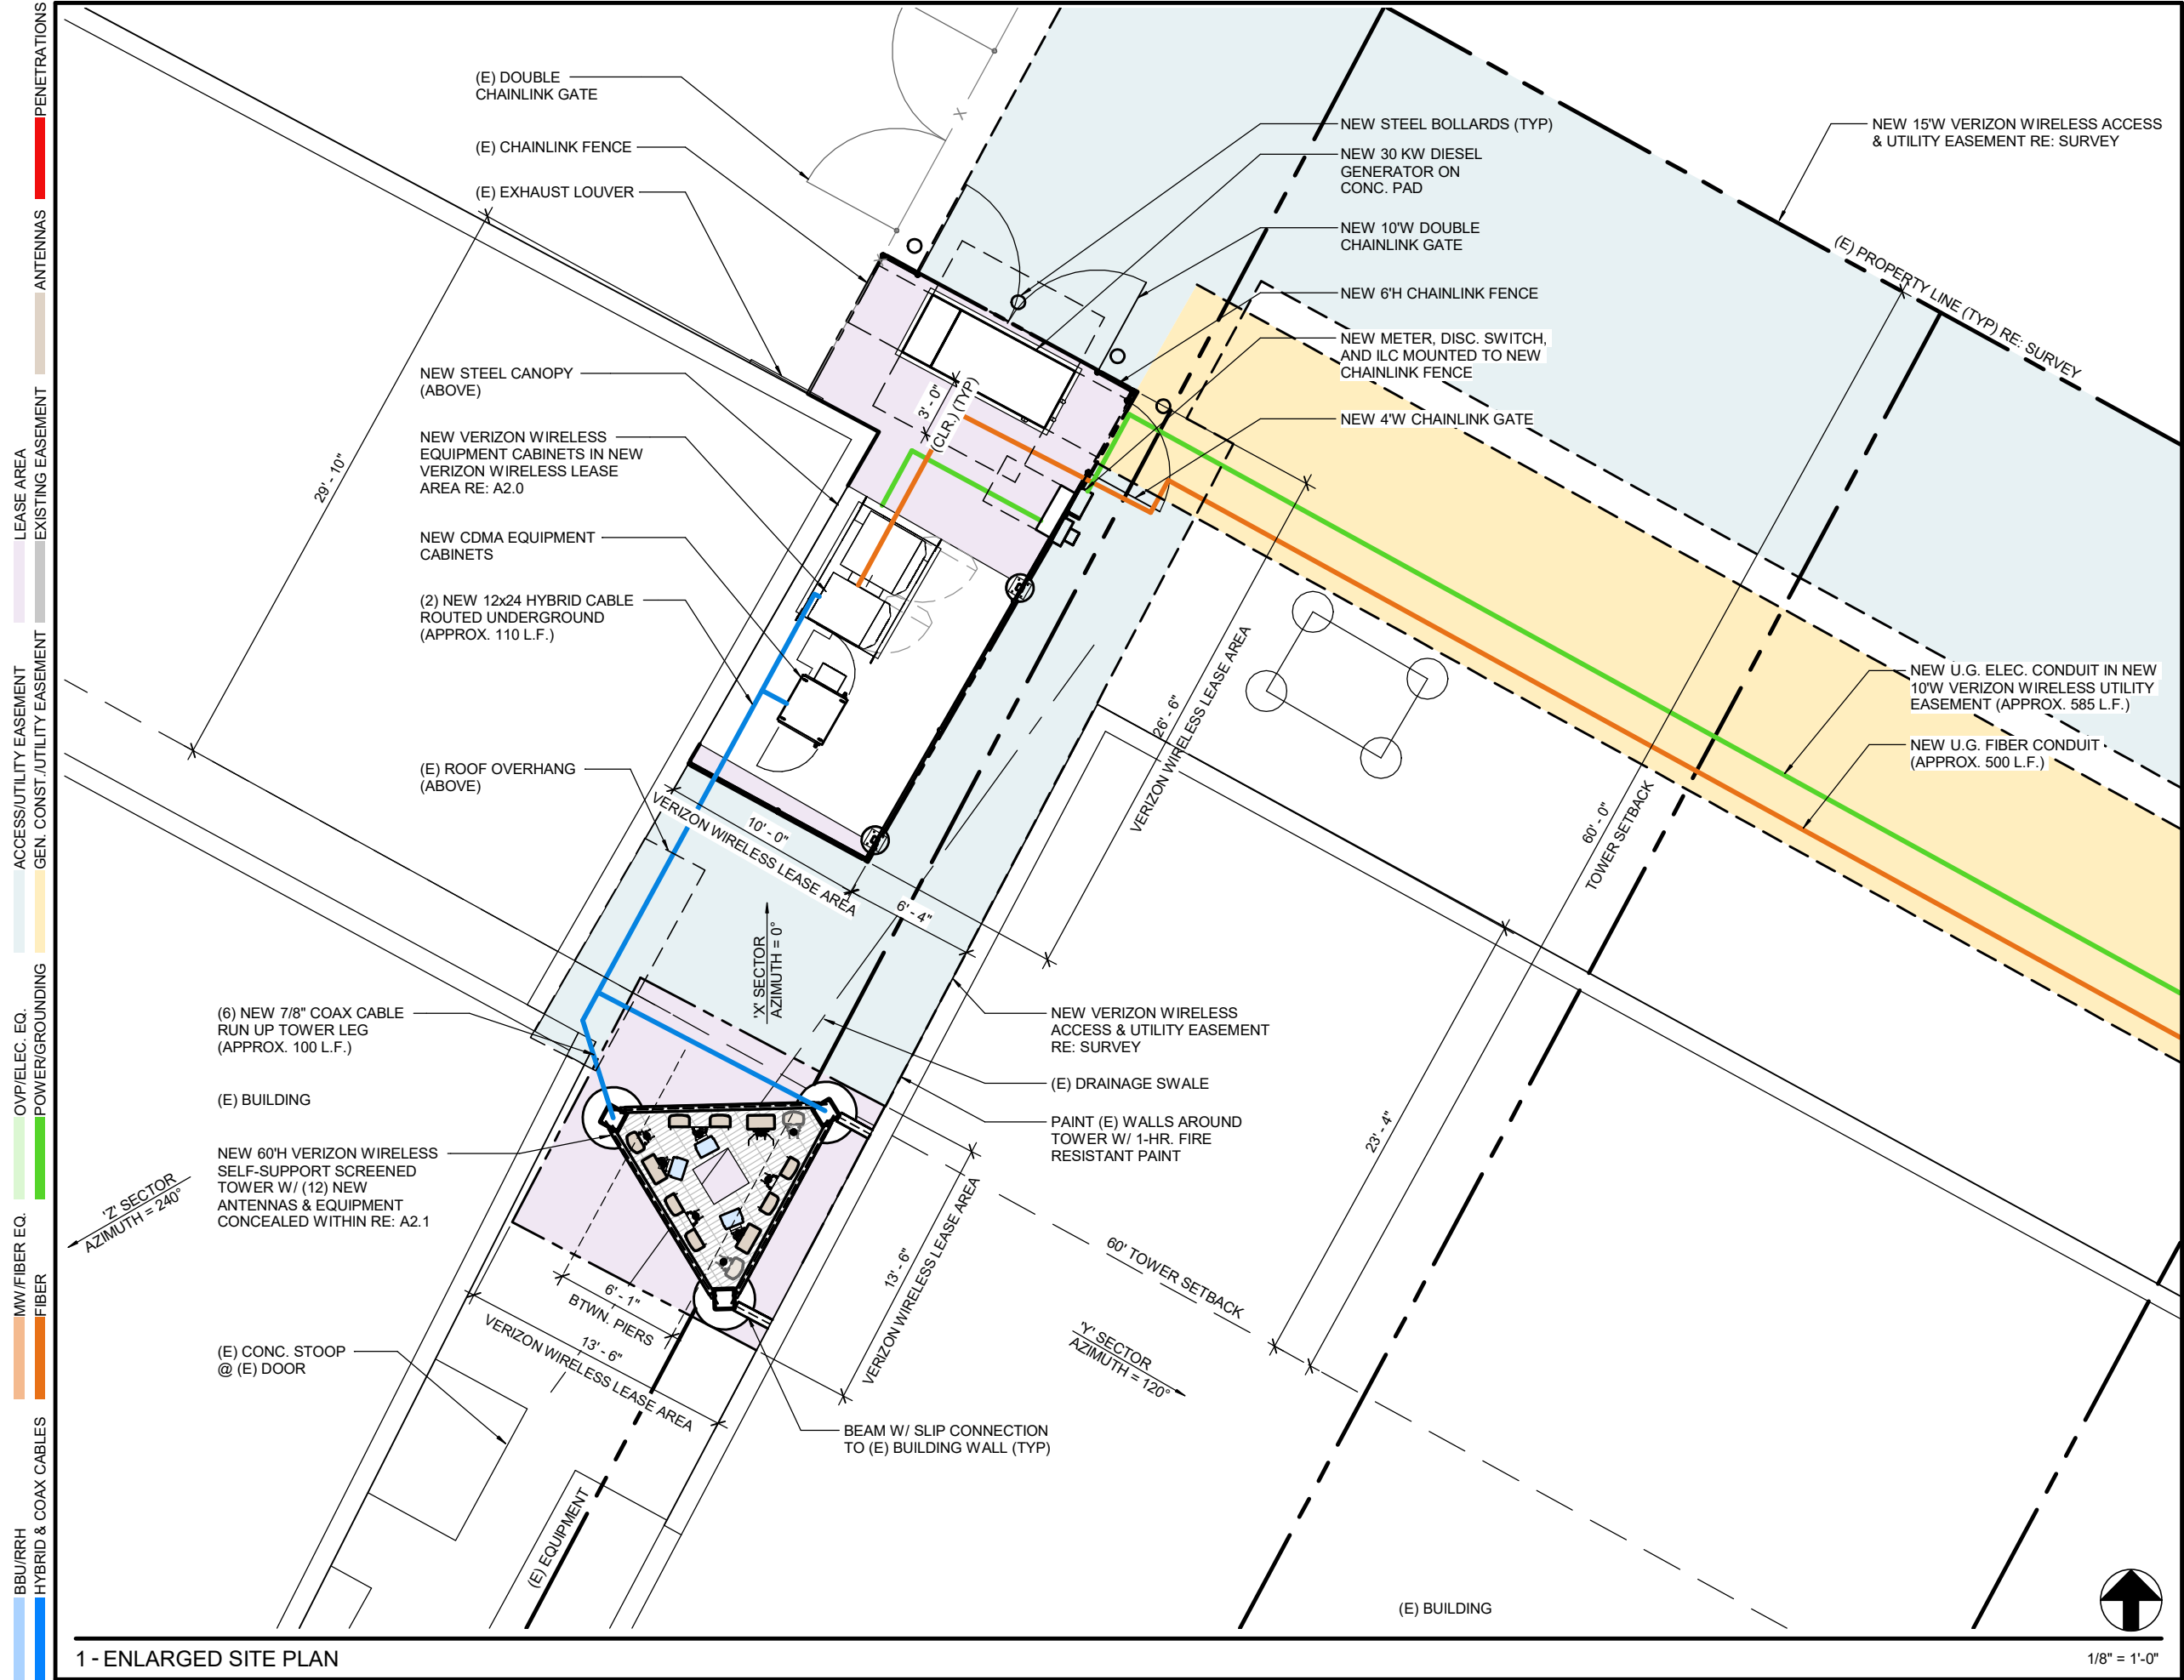 PENETRATIONS
ANTENNAS
LEASE AREA
EXISTING EASEMENT
ACCESS/UTILITY EASEMENT
GEN. CONST./UTILITY EASEMENT
OVP/ELEC. EQ.
POWER/GROUNDING
MW/FIBER EQ.
FIBER
BBU/RRH
HYBRID & COAX CABLES
(E) DOUBLE
CHAINLINK GATE
(E) CHAINLINK FENCE
(E) EXHAUST LOUVER
NEW STEEL CANOPY
(ABOVE)
NEW VERIZON WIRELESS
EQUIPMENT CABINETS IN NEW
VERIZON WIRELESS LEASE
AREA RE: A2.0
NEW CDMA EQUIPMENT
CABINETS
(2) NEW 12x24 HYBRID CABLE
ROUTED UNDERGROUND
(APPROX. 110 L.F.)
(E) ROOF OVERHANG
(ABOVE)
(6) NEW 7/8" COAX CABLE
RUN UP TOWER LEG
(APPROX. 100 L.F.)
(E) BUILDING
NEW 60'H VERIZON WIRELESS
SELF-SUPPORT SCREENED
TOWER W/ (12) NEW
ANTENNAS & EQUIPMENT
CONCEALED WITHIN RE: A2.1
'Z' SECTOR
AZIMUTH = 240°
(E) CONC. STOOP
@ (E) DOOR
29' - 10"
X
3' - 0"
(CLR.) (TYP)
NEW STEEL BOLLARDS (TYP)
NEW 30 KW DIESEL
GENERATOR ON
CONC. PAD
NEW 10'W DOUBLE
CHAINLINK GATE
NEW 6'H CHAINLINK FENCE
NEW METER, DISC. SWITCH,
AND ILC MOUNTED TO NEW
CHAINLINK FENCE
NEW 4'W CHAINLINK GATE
NEW 15'W VERIZON WIRELESS ACCESS
& UTILITY EASEMENT RE: SURVEY
(E) PROPERTY LINE (TYP) RE: SURVEY
NEW U.G. ELEC. CONDUIT IN NEW
10'W VERIZON WIRELESS UTILITY
EASEMENT (APPROX. 585 L.F.)
NEW U.G. FIBER CONDUIT
(APPROX. 500 L.F.)
26' - 6"
VERIZON WIRELESS LEASE AREA
60' - 0"
TOWER SETBACK
10' - 0"
VERIZON WIRELESS LEASE AREA
6' - 4"
'X' SECTOR
AZIMUTH = 0°
NEW VERIZON WIRELESS
ACCESS & UTILITY EASEMENT
RE: SURVEY
(E) DRAINAGE SWALE
PAINT (E) WALLS AROUND
TOWER W/ 1-HR. FIRE
RESISTANT PAINT
23' - 4"
13' - 6"
VERIZON WIRELESS LEASE AREA
60' TOWER SETBACK
'Y' SECTOR
AZIMUTH = 120°
6' - 1"
BTWN. PIERS
13' - 6"
VERIZON WIRELESS LEASE AREA
BEAM W/ SLIP CONNECTION
TO (E) BUILDING WALL (TYP)
(E) EQUIPMENT
(E) BUILDING
1 - ENLARGED SITE PLAN
1/8" = 1'-0"